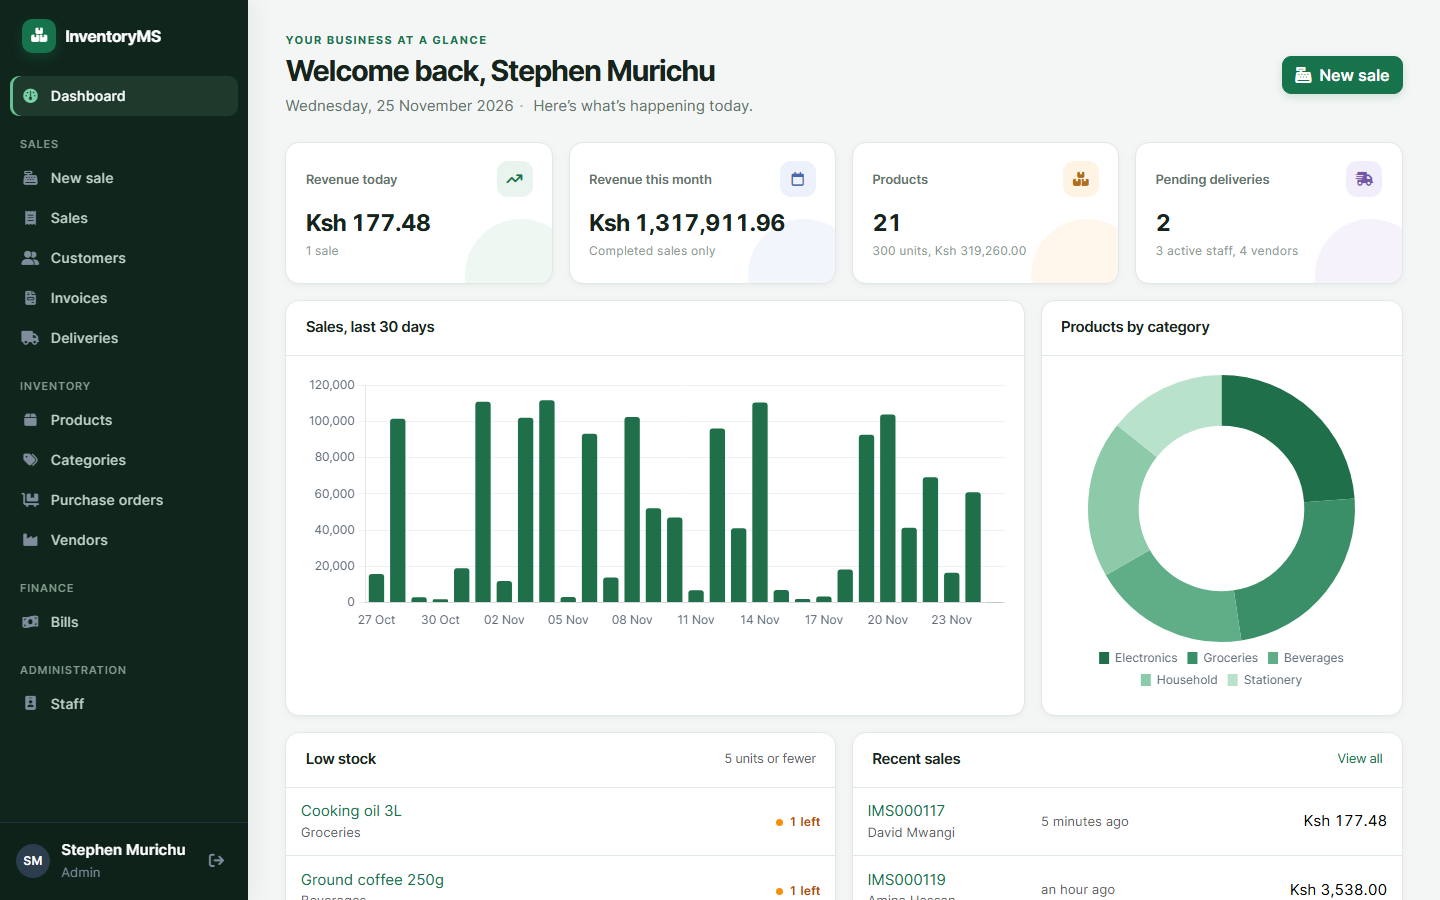 InventoryMS
Dashboard
SALES
New sale
Sales
Customers
Invoices
Deliveries
INVENTORY
Products
Categories
Purchase orders
Vendors
FINANCE
Bills
ADMINISTRATION
Staff
SM
Stephen Murichu
Admin
YOUR BUSINESS AT A GLANCE
Welcome back, Stephen Murichu
Wednesday, 25 November 2026 · Here's what's happening today.
New sale
Revenue today
Ksh 177.48
1 sale
Revenue this month
Ksh 1,317,911.96
Completed sales only
Products
21
300 units, Ksh 319,260.00
Pending deliveries
2
3 active staff, 4 vendors
Sales, last 30 days
120,000
100,000
80,000
60,000
40,000
20,000
0
27 Oct 30 Oct 02 Nov 05 Nov 08 Nov 11 Nov 14 Nov 17 Nov 20 Nov 23 Nov
Products by category
Electronics Groceries Beverages
Household Stationery
Low stock
5 units or fewer
Cooking oil 3L
Groceries
1 left
Ground coffee 250g
Beverages
1 left
Recent sales
View all
IMS000117
David Mwangi
5 minutes ago
Ksh 177.48
IMS000119
Amina Hassan
an hour ago
Ksh 3,538.00